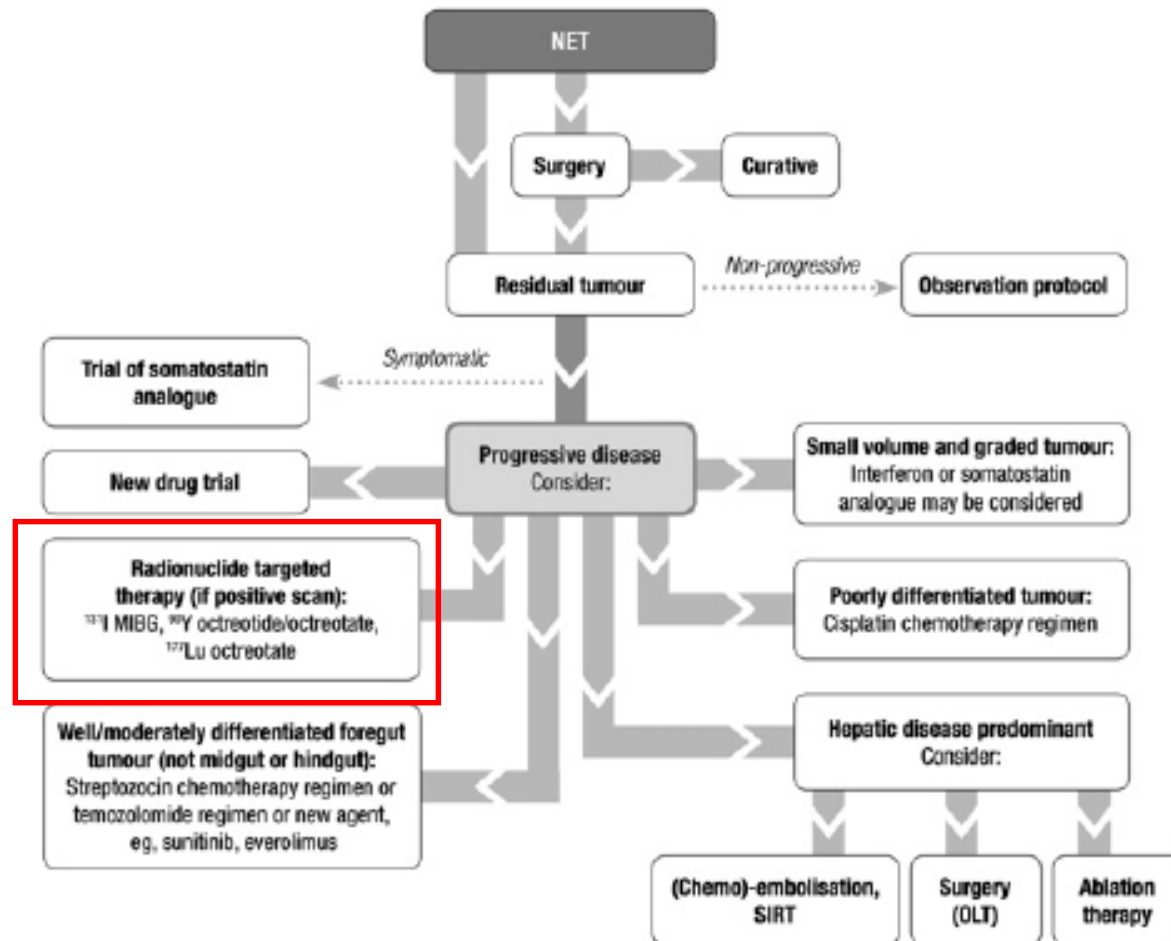 NET
Surgery
Curative
Residual tumour
Non-progressive
Observation protocol
Symptomatic
Trial of somatostatin
analogue
Progressive disease
Consider:
New drug trial
Small volume and graded tumour:
Interferon or somatostatin
analogue may be considered
Radionuclide targeted
therapy (if positive scan):
¹³¹I MIBG, ⁹⁰Y octreotide/octreotate,
¹⁷⁷Lu octreotate
Poorly differentiated tumour:
Cisplatin chemotherapy regimen
Well/moderately differentiated foregut
tumour (not midgut or hindgut):
Streptozocin chemotherapy regimen or
temozolomide regimen or new agent,
eg, sunitinib, everolimus
Hepatic disease predominant
Consider:
(Chemo)-embolisation,
SIRT
Surgery
(OLT)
Ablation
therapy